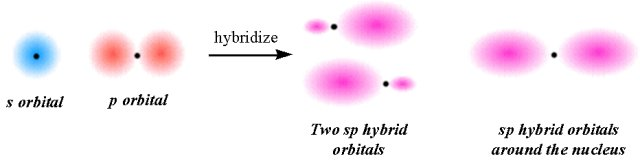 hybridize
s orbital
p orbital
Two sp hybrid
orbitals
sp hybrid orbitals
around the nucleus